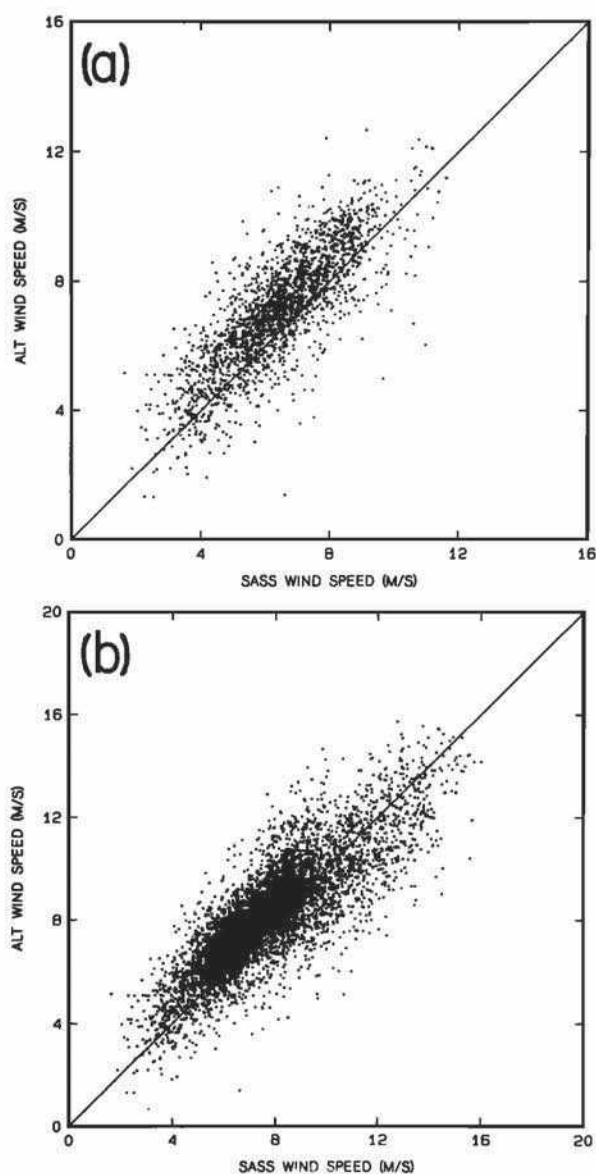 (a)
16
12
8
4
0
ALT WIND SPEED (M/S)
0 4 8 12 16
SASS WIND SPEED (M/S)
(b)
20
16
12
8
4
0
ALT WIND SPEED (M/S)
0 4 8 12 16 20
SASS WIND SPEED (M/S)